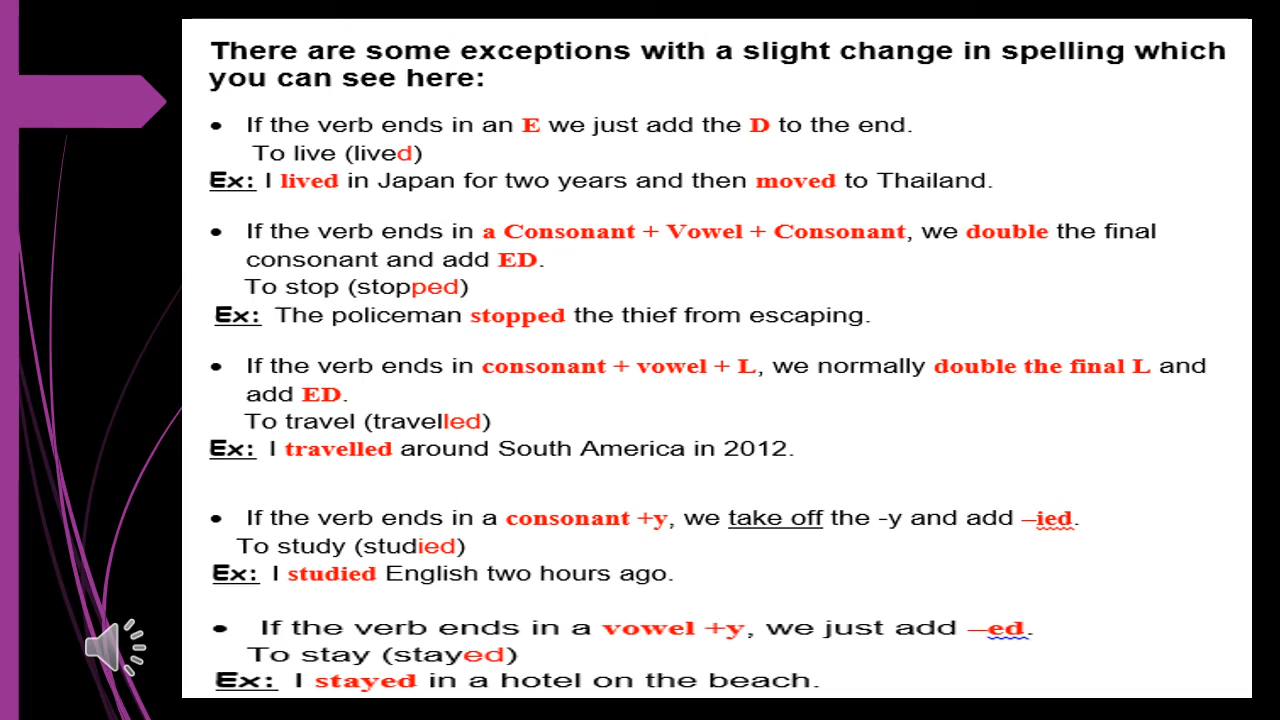 There are some exceptions with a slight change in spelling which
you can see here:
• If the verb ends in an E we just add the D to the end.
To live (lived)
Ex: I lived in Japan for two years and then moved to Thailand.
• If the verb ends in a Consonant + Vowel + Consonant, we double the final
consonant and add ED.
To stop (stopped)
Ex: The policeman stopped the thief from escaping.
• If the verb ends in consonant + vowel + L, we normally double the final L and
add ED.
To travel (travelled)
Ex: I travelled around South America in 2012.
• If the verb ends in a consonant +y, we take off the -y and add –ied.
To study (studied)
Ex: I studied English two hours ago.
• If the verb ends in a vowel +y, we just add –ed.
To stay (stayed)
Ex: I stayed in a hotel on the beach.